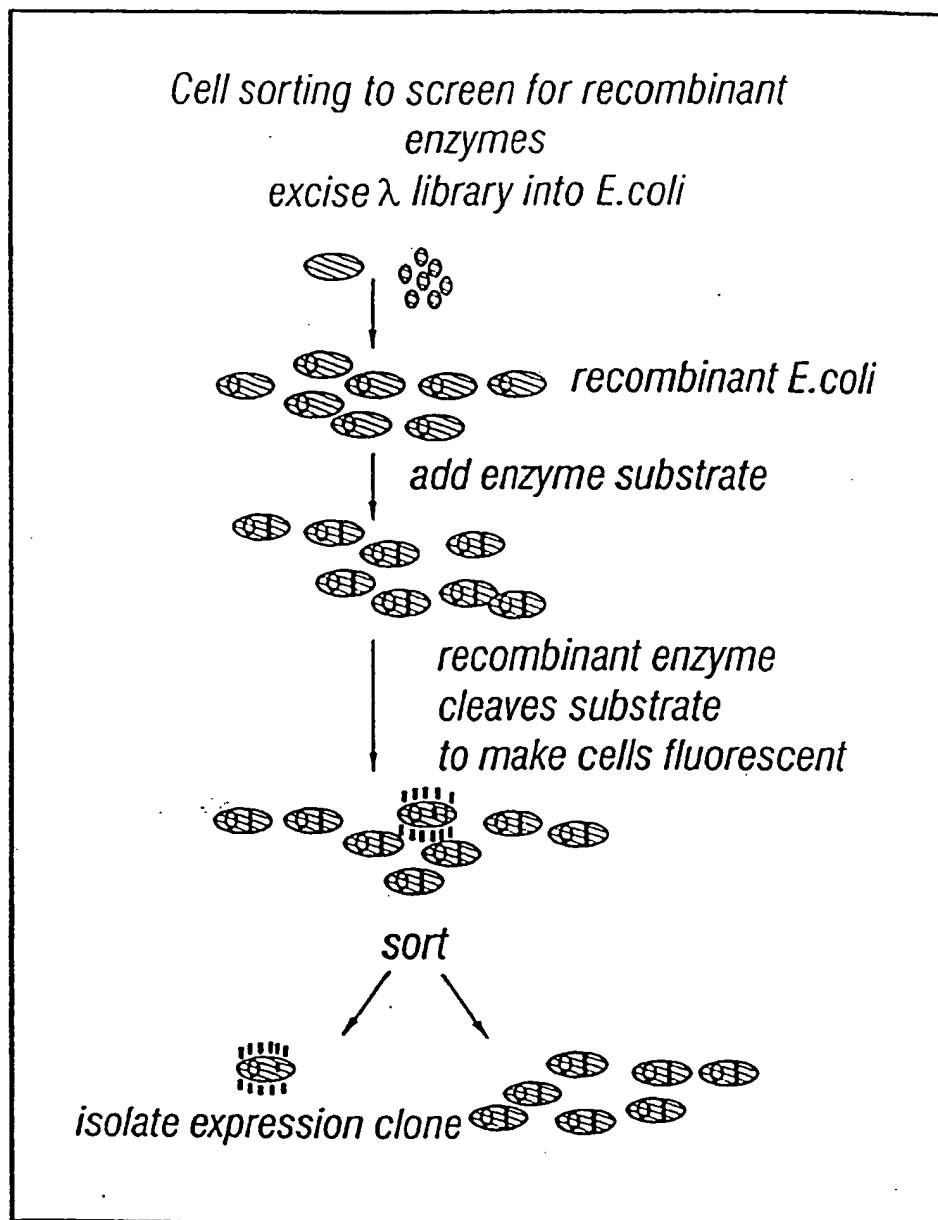 Cell sorting to screen for recombinant
enzymes
excise λ library into E.coli
recombinant E.coli
add enzyme substrate
recombinant enzyme
cleaves substrate
to make cells fluorescent
sort
isolate expression clone